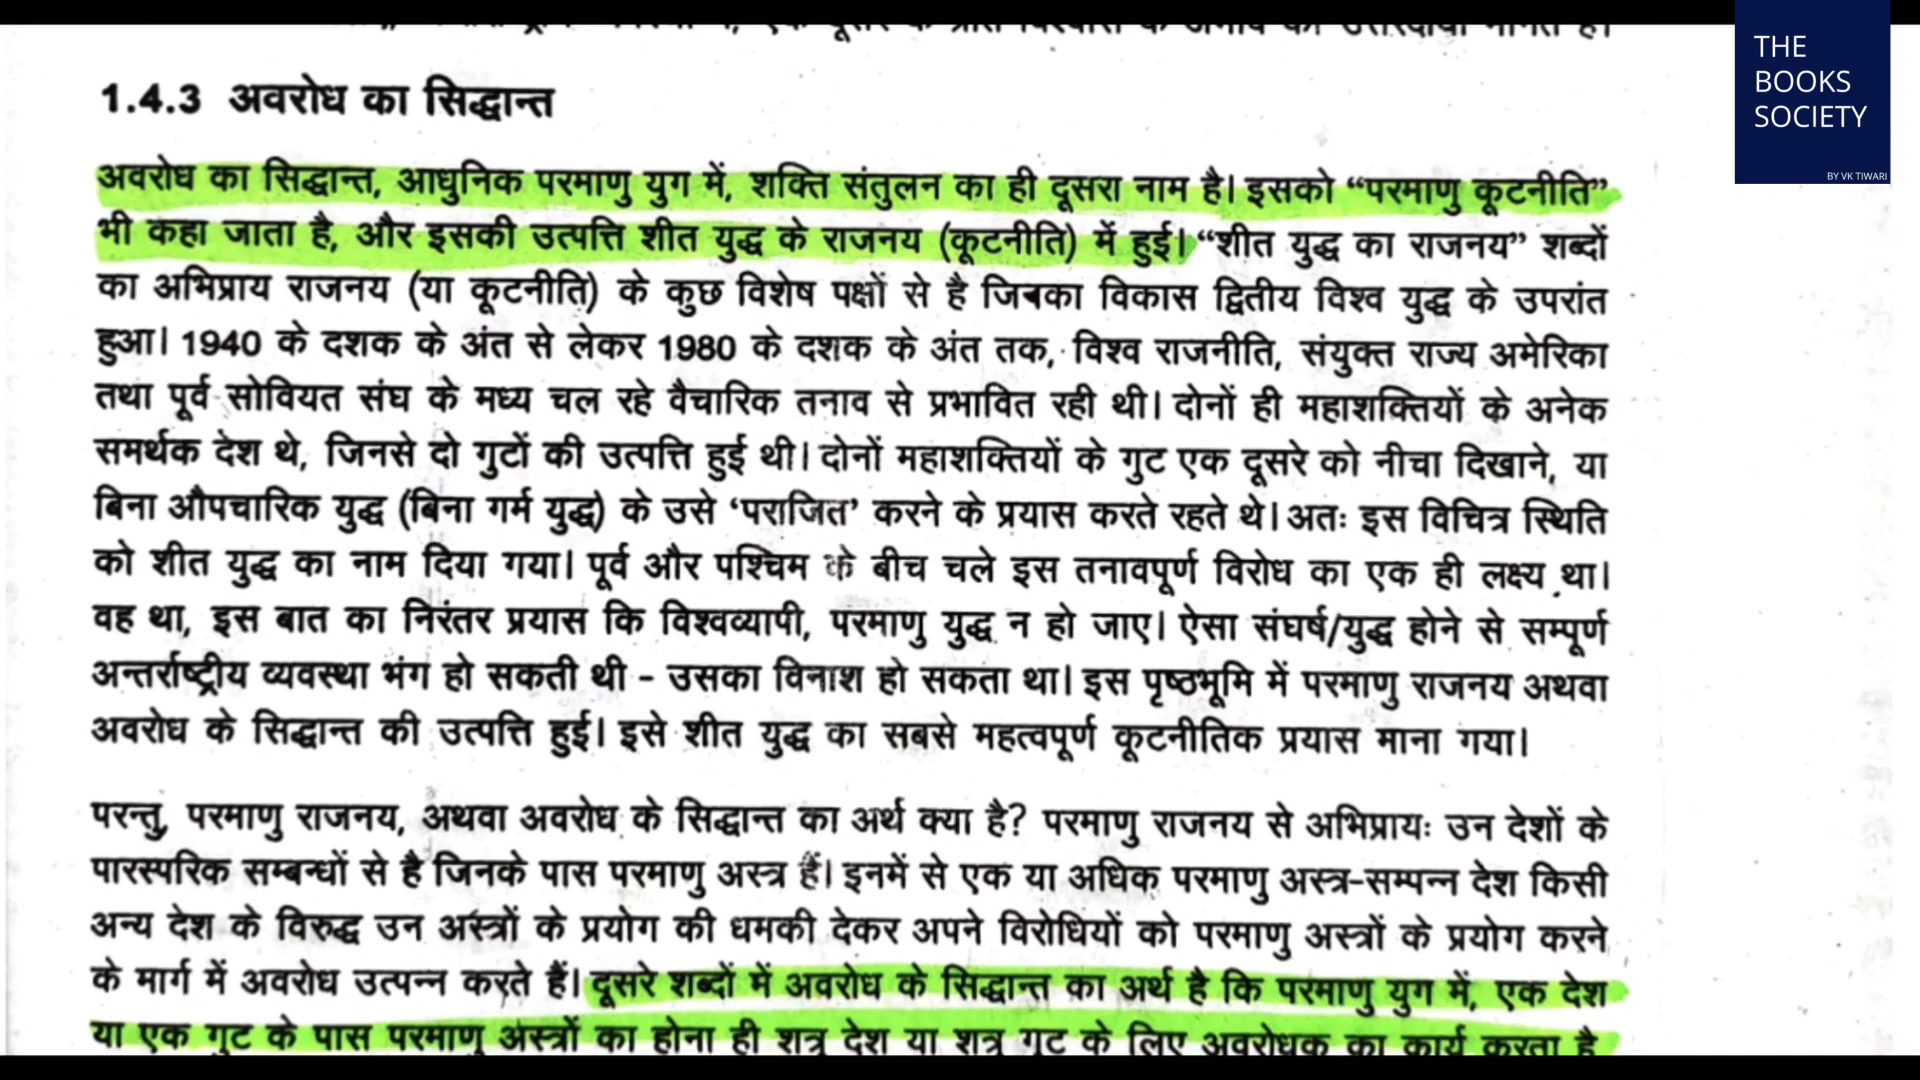 THE
BOOKS
SOCIETY
BY VK TIWARI
1.4.3 अवरोध का सिद्धान्त
अवरोध का सिद्धान्त, आधुनिक परमाणु युग में, शक्ति संतुलन का ही दूसरा नाम है। इसको “परमाणु कूटनीति”
भी कहा जाता है, और इसकी उत्पत्ति शीत युद्ध के राजनय (कूटनीति) में हुई। “शीत युद्ध का राजनय” शब्दों
का अभिप्राय राजनय (या कूटनीति) के कुछ विशेष पक्षों से है जिनका विकास द्वितीय विश्व युद्ध के उपरांत
हुआ। 1940 के दशक के अंत से लेकर 1980 के दशक के अंत तक, विश्व राजनीति, संयुक्त राज्य अमेरिका
तथा पूर्व सोवियत संघ के मध्य चल रहे वैचारिक तनाव से प्रभावित रही थी। दोनों ही महाशक्तियों के अनेक
समर्थक देश थे, जिनसे दो गुटों की उत्पत्ति हुई थी। दोनों महाशक्तियों के गुट एक दूसरे को नीचा दिखाने, या
बिना औपचारिक युद्ध (बिना गर्म युद्ध) के उसे ‘पराजित’ करने के प्रयास करते रहते थे। अतः इस विचित्र स्थिति
को शीत युद्ध का नाम दिया गया। पूर्व और पश्चिम के बीच चले इस तनावपूर्ण विरोध का एक ही लक्ष्य था।
वह था, इस बात का निरंतर प्रयास कि विश्वव्यापी, परमाणु युद्ध न हो जाए। ऐसा संघर्ष/युद्ध होने से सम्पूर्ण
अन्तर्राष्ट्रीय व्यवस्था भंग हो सकती थी - उसका विनाश हो सकता था। इस पृष्ठभूमि में परमाणु राजनय अथवा
अवरोध के सिद्धान्त की उत्पत्ति हुई। इसे शीत युद्ध का सबसे महत्वपूर्ण कूटनीतिक प्रयास माना गया।
परन्तु, परमाणु राजनय, अथवा अवरोध के सिद्धान्त का अर्थ क्या है? परमाणु राजनय से अभिप्रायः उन देशों के
पारस्परिक सम्बन्धों से है जिनके पास परमाणु अस्त्र हैं। इनमें से एक या अधिक परमाणु अस्त्र-सम्पन्न देश किसी
अन्य देश के विरुद्ध उन अस्त्रों के प्रयोग की धमकी देकर अपने विरोधियों को परमाणु अस्त्रों के प्रयोग करने
के मार्ग में अवरोध उत्पन्न करते हैं। दूसरे शब्दों में अवरोध के सिद्धान्त का अर्थ है कि परमाणु युग में, एक देश
या एक गुट के पास परमाणु अस्त्रों का होना ही शत्रु देश या शत्रु गुट के लिए अवरोधक का कार्य करता है